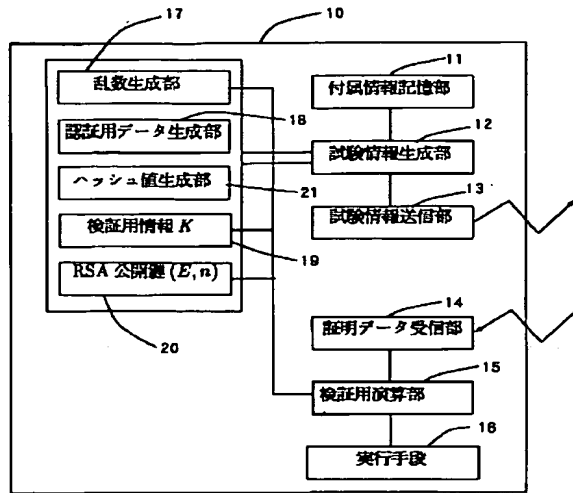 10
17
乱数生成部
認証用データ生成部
18
ハッシュ値生成部
21
検証用情報 K
19
RSA 公開鍵 (E, n)
20
11
付属情報記憶部
12
試験情報生成部
13
試験情報送信部
14
証明データ受信部
15
検証用演算部
16
実行手段